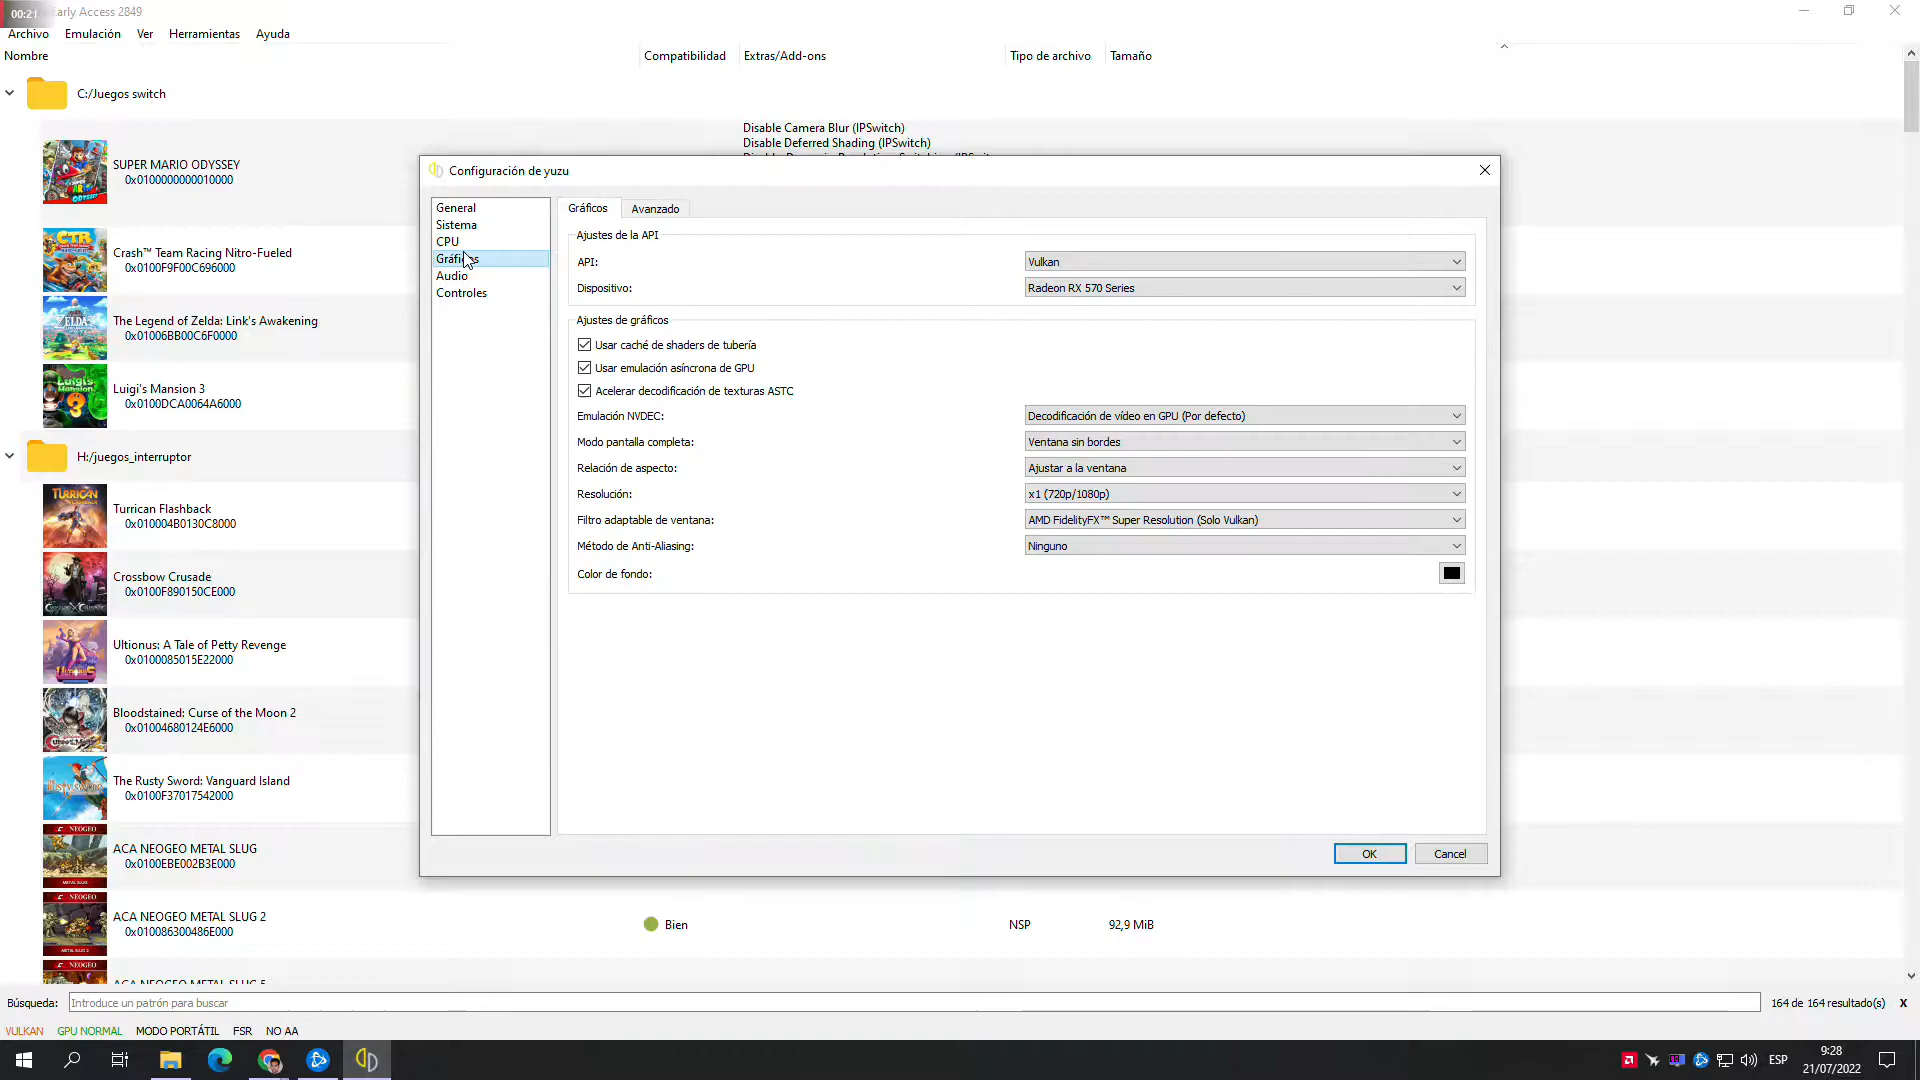 00:21
arly Access 2849
Archivo Emulación Ver Herramientas Ayuda
Nombre Compatibilidad Extras/Add-ons Tipo de archivo Tamaño
C:/Juegos switch
Disable Camera Blur (IPSwitch)
Disable Deferred Shading (IPSwitch)
SUPER MARIO ODYSSEY
0x0100000000010000
Crash™ Team Racing Nitro-Fueled
0x0100F9F00C696000
The Legend of Zelda: Link's Awakening
0x01006BB00C6F0000
Luigi's Mansion 3
0x0100DCA0064A6000
H:/juegos_interruptor
Turrican Flashback
0x010004B0130C8000
Crossbow Crusade
0x0100F890150CE000
Ultionus: A Tale of Petty Revenge
0x0100085015E22000
Bloodstained: Curse of the Moon 2
0x01004680124E6000
The Rusty Sword: Vanguard Island
0x0100F37017542000
ACA NEOGEO METAL SLUG
0x0100EBE002B3E000
ACA NEOGEO METAL SLUG 2
0x010086300486E000
Bien NSP 92,9 MiB
Configuración de yuzu
General
Sistema
CPU
Gráficos
Audio
Controles
Gráficos Avanzado
Ajustes de la API
API: Vulkan
Dispositivo: Radeon RX 570 Series
Ajustes de gráficos
Usar caché de shaders de tubería
Usar emulación asíncrona de GPU
Acelerar decodificación de texturas ASTC
Emulación NVDEC: Decodificación de vídeo en GPU (Por defecto)
Modo pantalla completa: Ventana sin bordes
Relación de aspecto: Ajustar a la ventana
Resolución: x1 (720p/1080p)
Filtro adaptable de ventana: AMD FidelityFX™ Super Resolution (Solo Vulkan)
Método de Anti-Aliasing: Ninguno
Color de fondo:
OK Cancel
Búsqueda: Introduce un patrón para buscar 164 de 164 resultado(s) X
VULKAN GPU NORMAL MODO PORTÁTIL FSR NO AA
ESP
9:28
21/07/2022